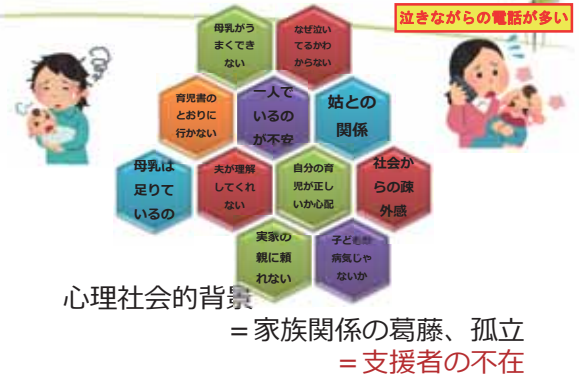 泣きながらの電話が多い
母乳がう
まくでき
ない
なぜ泣い
てるかわ
からない
育児書の
とおりに
行かない
一人で
いるの
が不安
姑との
関係
母乳は
足りて
いるの
夫が理解
してくれ
ない
自分の育
児が正し
いか心配
社会か
らの疎
外感
実家の
親に頼
れない
子どもが
病気じゃ
ないか
心理社会的背景
＝家族関係の葛藤、孤立
＝支援者の不在